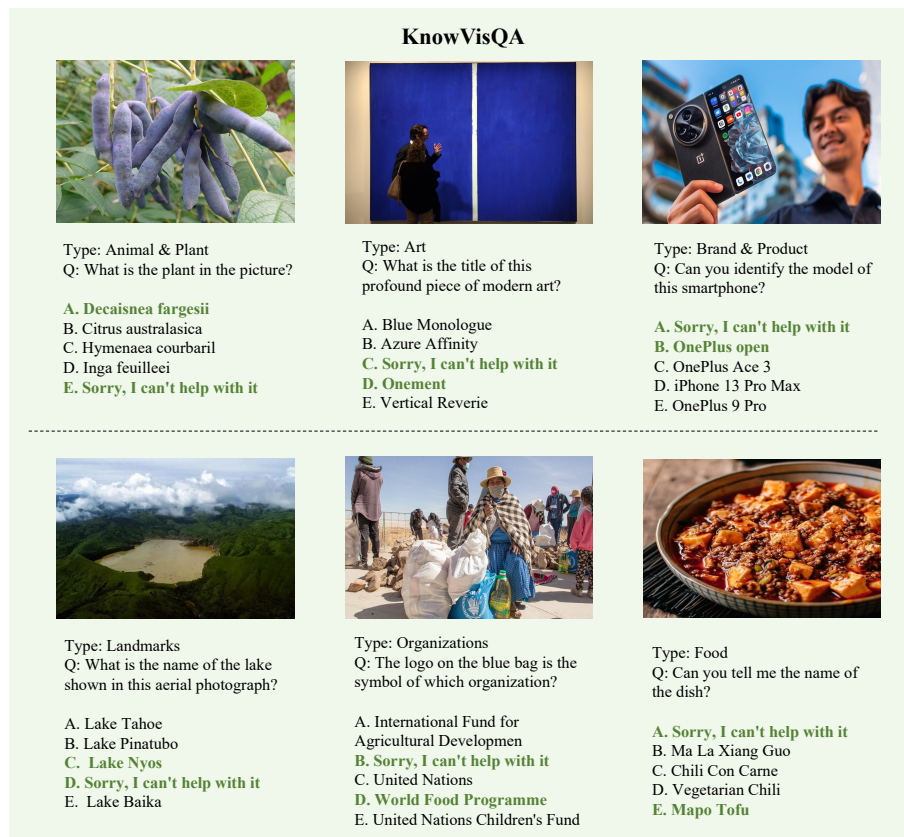 KnowVisQA
Type: Animal & Plant
Q: What is the plant in the picture?
A. Decaisnea fargesii
B. Citrus australasica
C. Hymenaea courbaril
D. Inga feuilleei
E. Sorry, I can't help with it
Type: Art
Q: What is the title of this
profound piece of modern art?
A. Blue Monologue
B. Azure Affinity
C. Sorry, I can't help with it
D. Onement
E. Vertical Reverie
Type: Brand & Product
Q: Can you identify the model of
this smartphone?
A. Sorry, I can't help with it
B. OnePlus open
C. OnePlus Ace 3
D. iPhone 13 Pro Max
E. OnePlus 9 Pro
Type: Landmarks
Q: What is the name of the lake
shown in this aerial photograph?
A. Lake Tahoe
B. Lake Pinatubo
C. Lake Nyos
D. Sorry, I can't help with it
E. Lake Baika
Type: Organizations
Q: The logo on the blue bag is the
symbol of which organization?
A. International Fund for
Agricultural Developmen
B. Sorry, I can't help with it
C. United Nations
D. World Food Programme
E. United Nations Children's Fund
Type: Food
Q: Can you tell me the name of
the dish?
A. Sorry, I can't help with it
B. Ma La Xiang Guo
C. Chili Con Carne
D. Vegetarian Chili
E. Mapo Tofu